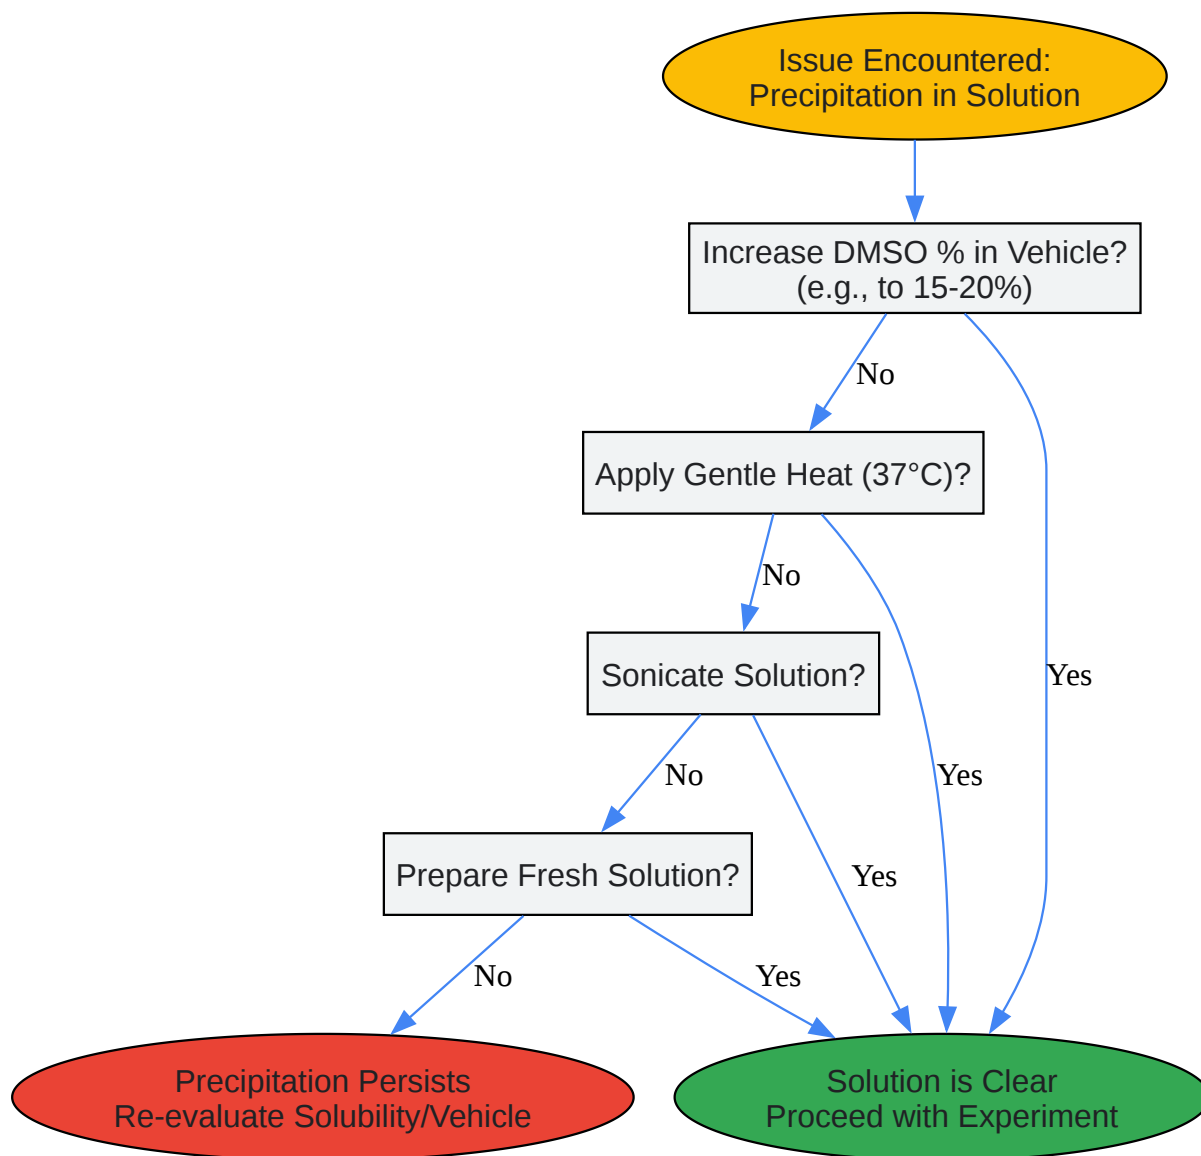 Issue Encountered:
Precipitation in Solution
Increase DMSO % in Vehicle?
(e.g., to 15-20%)
No
Apply Gentle Heat (37°C)?
No
Sonicate Solution?
Yes
No
Yes
Prepare Fresh Solution?
Yes
No
Yes
Precipitation Persists
Re-evaluate Solubility/Vehicle
Solution is Clear
Proceed with Experiment